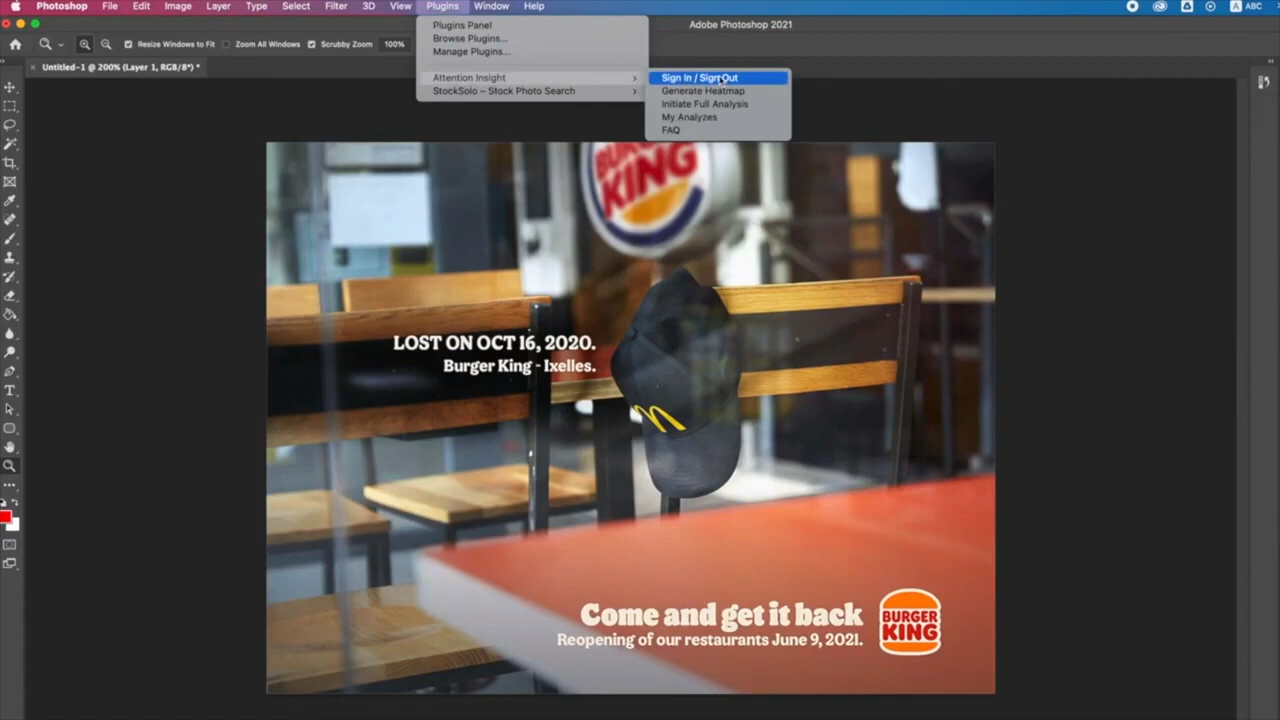 Photoshop File Edit Image Layer Type Select Filter 3D View Plugins Window Help ABC
Adobe Photoshop 2021
Resize Windows to Fit Zoom All Windows Scrubby Zoom 100%
Untitled-1 @ 200% (Layer 1, RGB/8*) *
Plugins Panel
Browse Plugins...
Manage Plugins...
Attention Insight
StockSolo – Stock Photo Search
Sign In / Sign Out
Generate Heatmap
Initiate Full Analysis
My Analyzes
FAQ
BURGER
KING
LOST ON OCT 16, 2020.
Burger King - Ixelles.
Come and get it back
Reopening of our restaurants June 9, 2021.
BURGER
KING